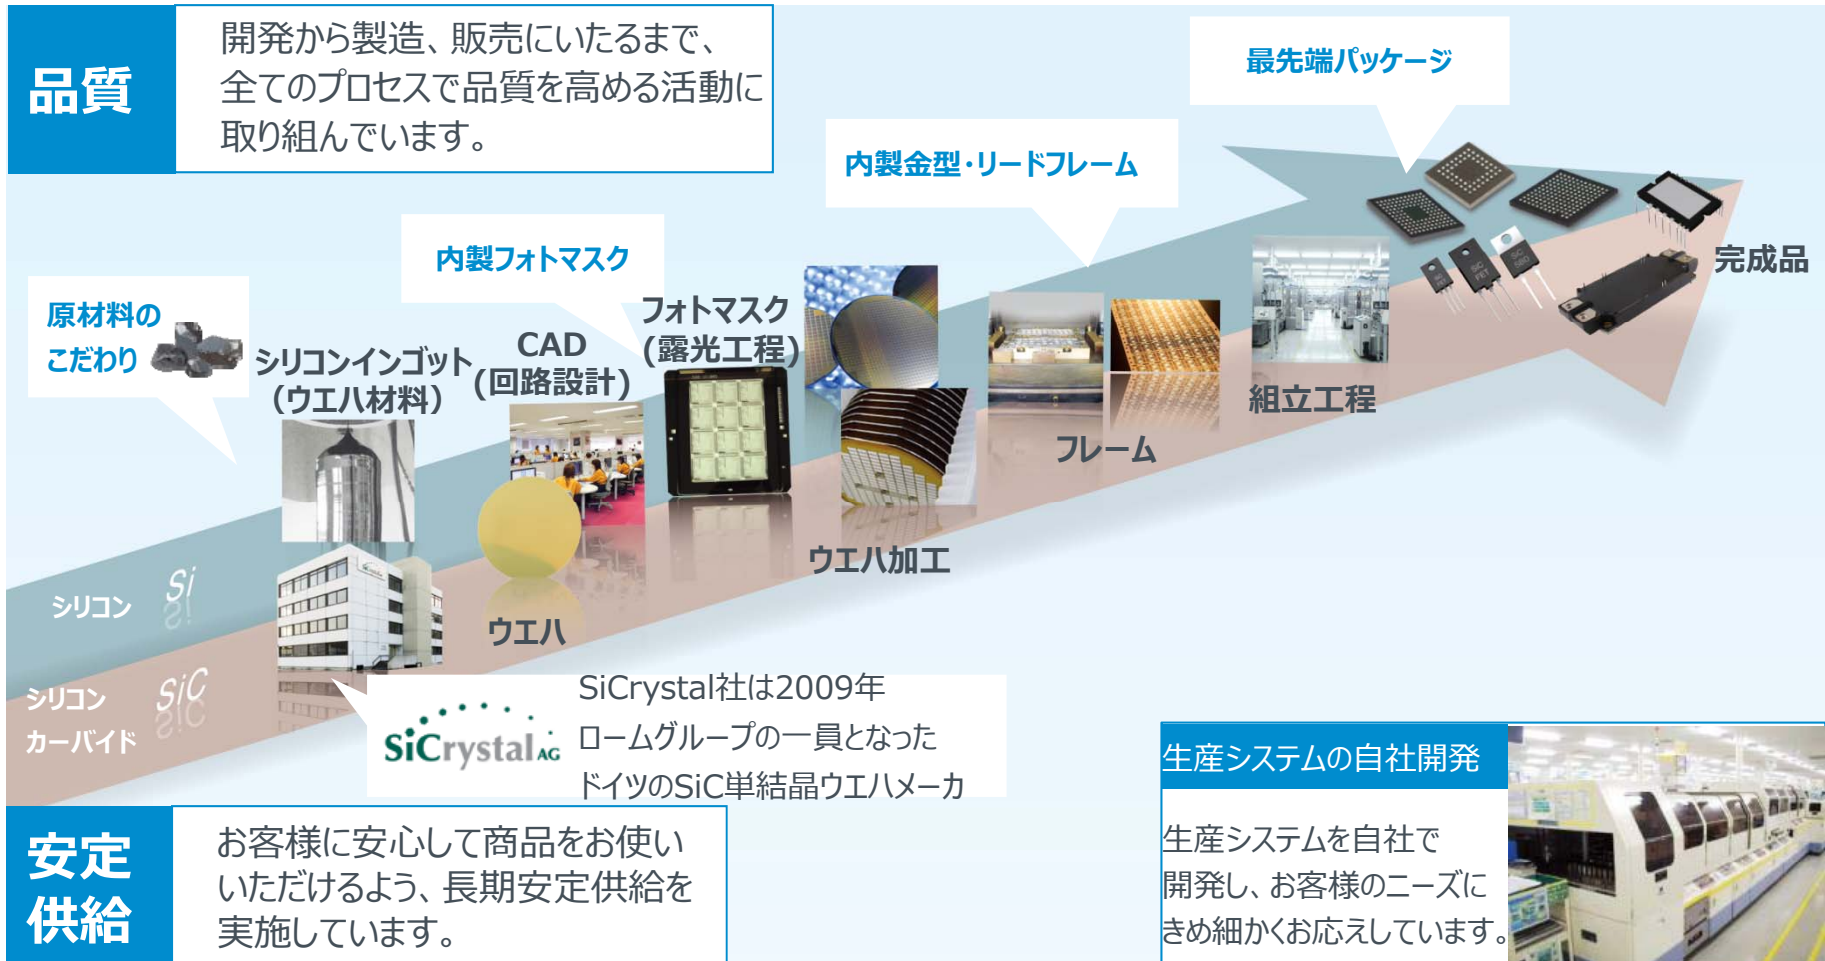 品質
開発から製造、販売にいたるまで、
全てのプロセスで品質を高める活動に
取り組んでいます。
最先端パッケージ
内製金型・リードフレーム
内製フォトマスク
原材料の
こだわり
シリコンインゴット
（ウエハ材料）
CAD
(回路設計)
フォトマスク
(露光工程)
ウエハ
ウエハ加工
フレーム
組立工程
完成品
SiC
FET
SiC
SBD
シリコン
Si
シリコン
カーバイド
SiC
SiCrystal AG
SiCrystal社は2009年
ロームグループの一員となった
ドイツのSiC単結晶ウエハメーカ
安定
供給
お客様に安心して商品をお使い
いただけるよう、長期安定供給を
実施しています。
生産システムの自社開発
生産システムを自社で
開発し、お客様のニーズに
きめ細かくお応えしています。